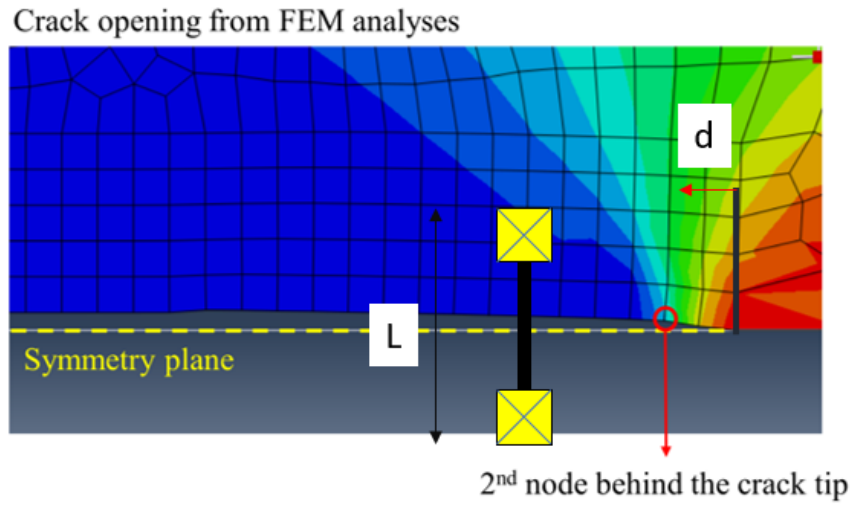 Crack opening from FEM analyses
d
L
Symmetry plane
2nd node behind the crack tip